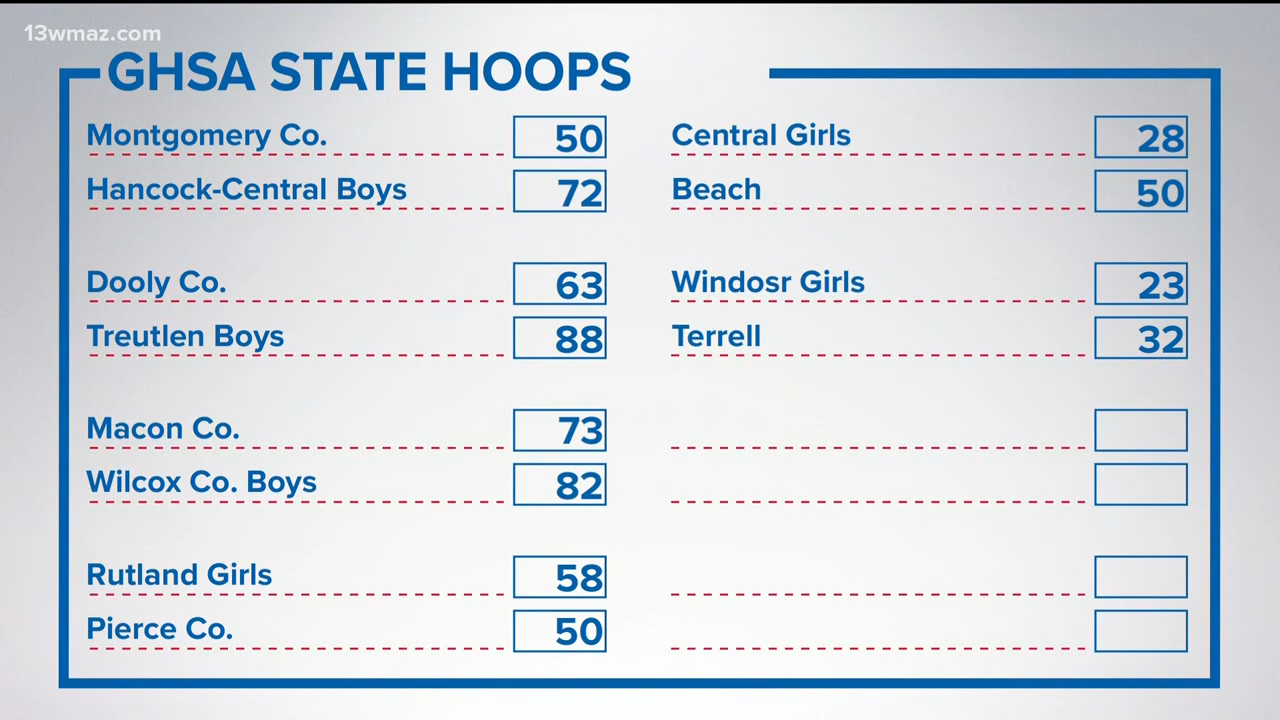 13wmaz.com
GHSA STATE HOOPS
Montgomery Co. 50
Hancock-Central Boys 72
Dooly Co. 63
Treutlen Boys 88
Macon Co. 73
Wilcox Co. Boys 82
Rutland Girls 58
Pierce Co. 50
Central Girls 28
Beach 50
Windosr Girls 23
Terrell 32